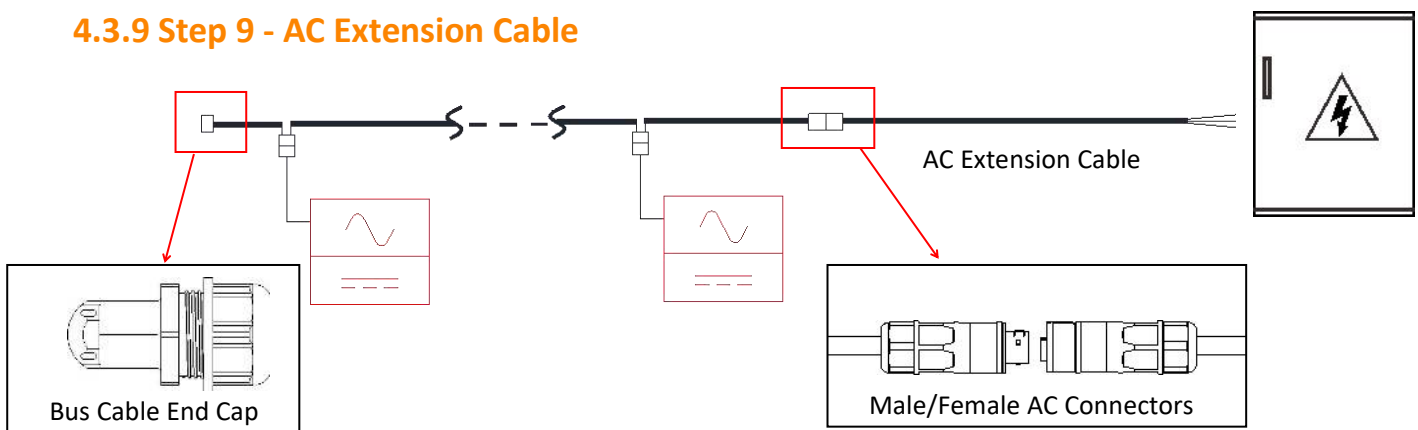 4.3.9 Step 9 - AC Extension Cable
AC Extension Cable
Bus Cable End Cap
Male/Female AC Connectors